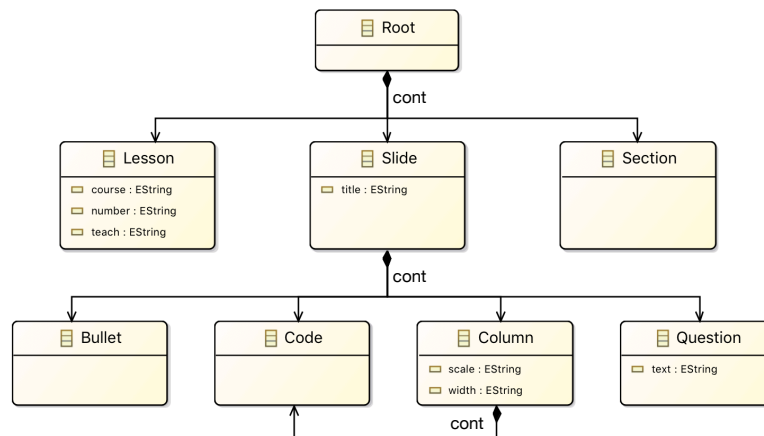 Root
cont
Lesson
course : EString
number : EString
teach : EString
Slide
title : EString
Section
cont
Bullet
Code
Column
scale : EString
width : EString
Question
text : EString
cont